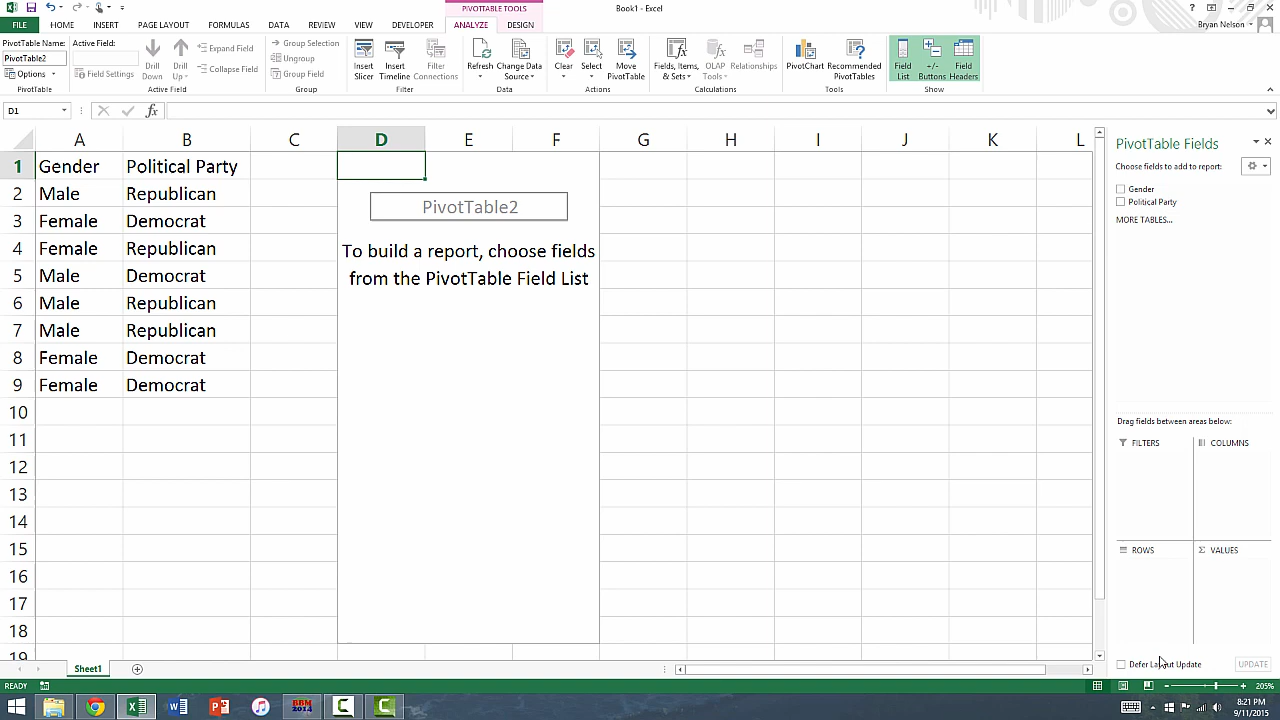 PIVOTTABLE TOOLS
Book1 - Excel
FILE HOME INSERT PAGE LAYOUT FORMULAS DATA REVIEW VIEW DEVELOPER ANALYZE DESIGN
Bryan Nelson
PivotTable Name:
PivotTable2
Options
PivotTable
Active Field:
Field Settings
Drill Down
Drill Up
Expand Field
Collapse Field
Active Field
Group Selection
Ungroup
Group Field
Group
Insert Slicer
Insert Timeline
Filter Connections
Filter
Refresh
Change Data Source
Data
Clear
Select
Move PivotTable
Actions
Fields, Items, & Sets
OLAP Tools
Relationships
Calculations
PivotChart
Recommended PivotTables
Tools
Field List
+/- Buttons
Field Headers
Show
D1
fx
A B C D E F G H I J K L
1 Gender Political Party
2 Male Republican
3 Female Democrat
4 Female Republican
5 Male Democrat
6 Male Republican
7 Male Republican
8 Female Democrat
9 Female Democrat
10
11
12
13
14
15
16
17
18
19
PivotTable2
To build a report, choose fields
from the PivotTable Field List
PivotTable Fields
Choose fields to add to report:
Gender
Political Party
MORE TABLES...
Drag fields between areas below:
FILTERS
COLUMNS
ROWS
Σ VALUES
Defer Layout Update
UPDATE
Sheet1
READY
205%
BBM
2014
8:21 PM
9/11/2015